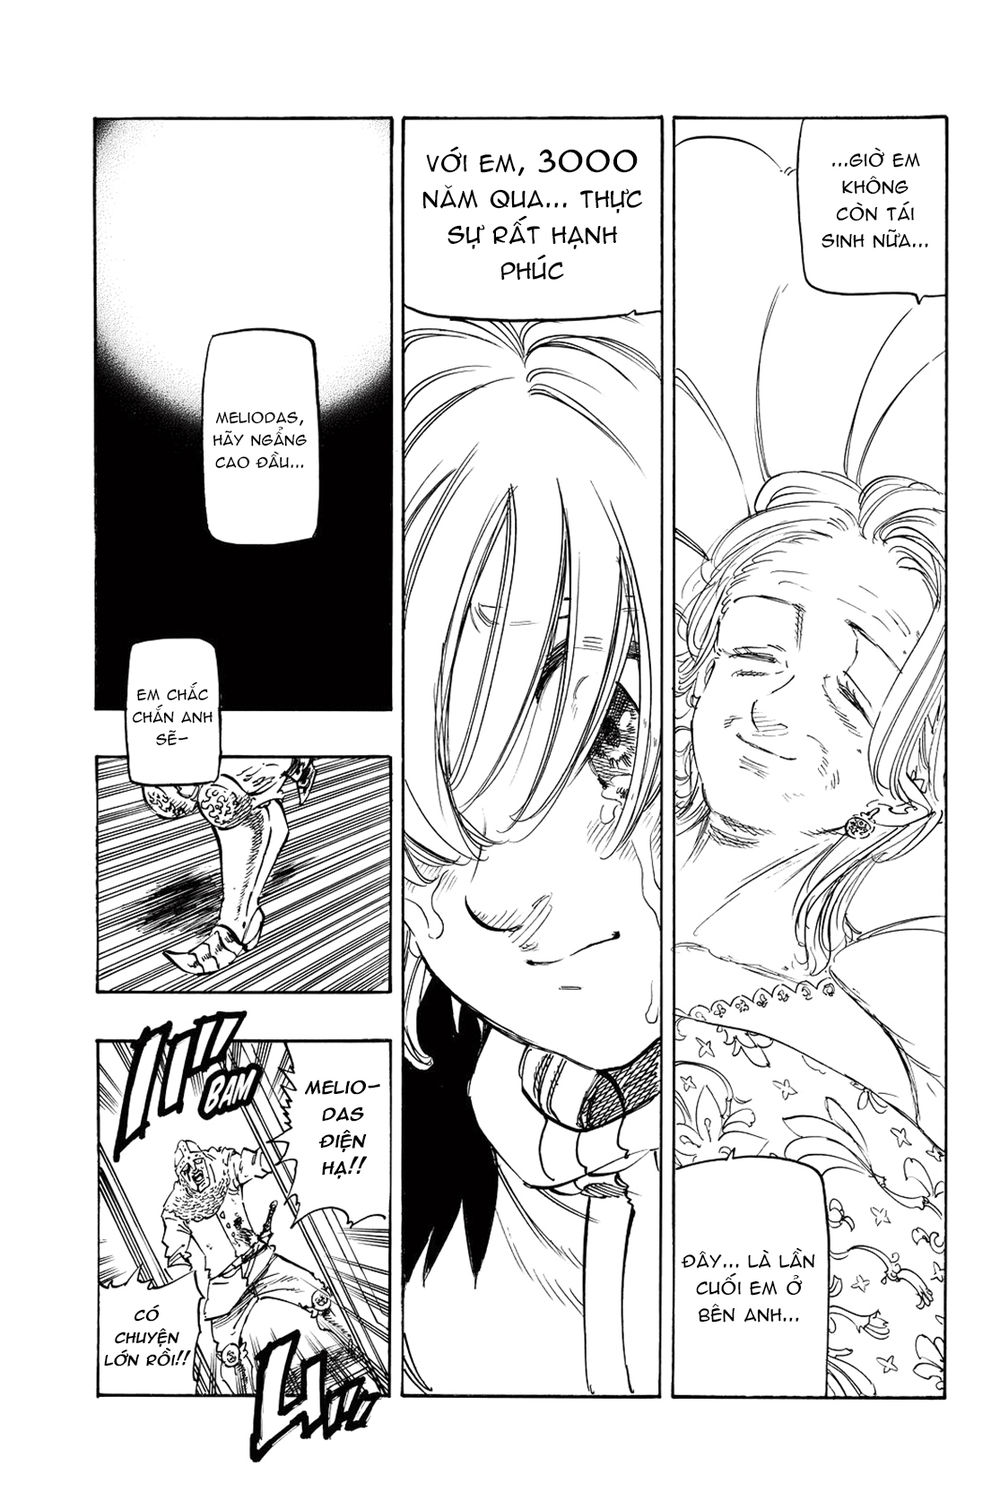 ...GIỜ EM
KHÔNG
CÒN TÁI
SINH NỮA...
ĐÂY... LÀ LẦN
CUỐI EM Ở
BÊN ANH...
VỚI EM, 3000
NĂM QUA... THỰC
SỰ RẤT HẠNH
PHÚC
MELIODAS,
HÃY NGẨNG
CAO ĐẦU...
EM CHẮC
CHẮN ANH
SẼ-
BAM
MELIO-
DAS
ĐIỆN
HẠ!!
CÓ
CHUYỆN
LỚN RỒI!!